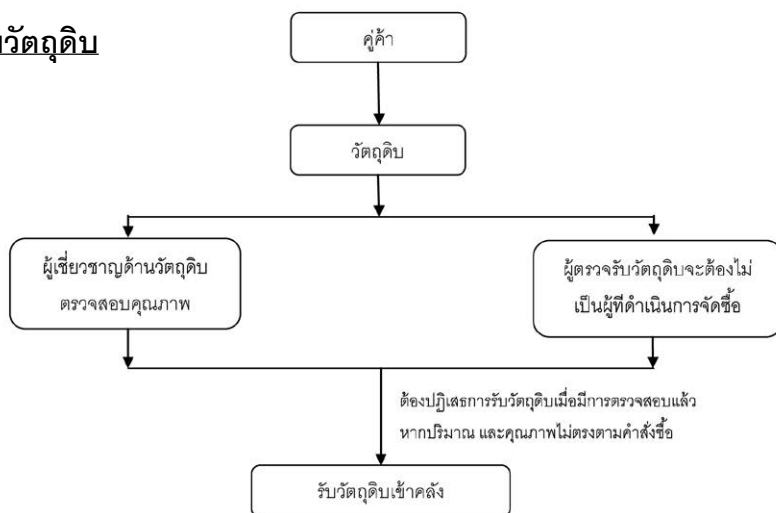 วัตถุดิบ
คู่ค้า
วัตถุดิบ
ผู้เชี่ยวชาญด้านวัตถุดิบ
ตรวจสอบคุณภาพ
ผู้ตรวจรับวัตถุดิบจะต้องไม่
เป็นผู้ที่ดำเนินการจัดซื้อ
ต้องปฏิเสธการรับวัตถุดิบเมื่อมีการตรวจสอบแล้ว
หากปริมาณ และคุณภาพไม่ตรงตามคำสั่งซื้อ
รับวัตถุดิบเข้าคลัง